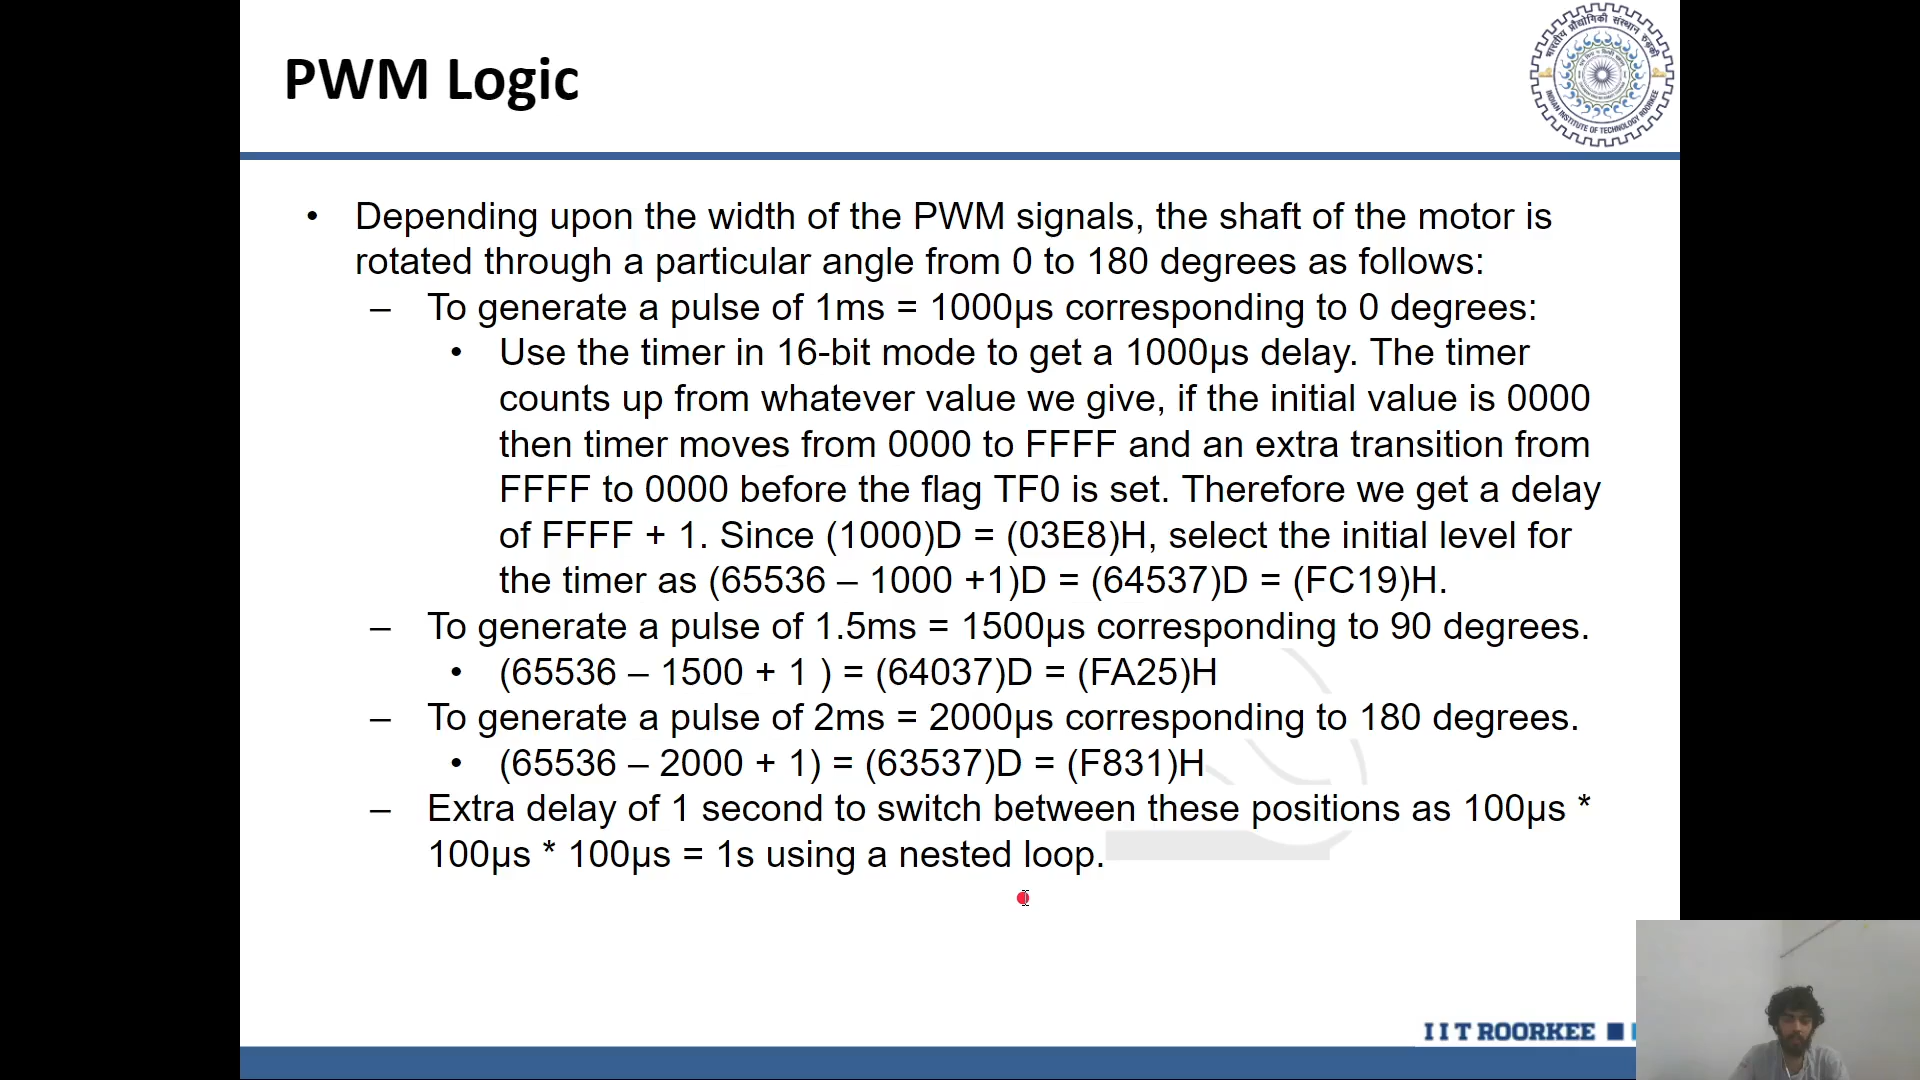 PWM Logic
• Depending upon the width of the PWM signals, the shaft of the motor is
rotated through a particular angle from 0 to 180 degrees as follows:
– To generate a pulse of 1ms = 1000µs corresponding to 0 degrees:
• Use the timer in 16-bit mode to get a 1000µs delay. The timer
counts up from whatever value we give, if the initial value is 0000
then timer moves from 0000 to FFFF and an extra transition from
FFFF to 0000 before the flag TF0 is set. Therefore we get a delay
of FFFF + 1. Since (1000)D = (03E8)H, select the initial level for
the timer as (65536 – 1000 +1)D = (64537)D = (FC19)H.
– To generate a pulse of 1.5ms = 1500µs corresponding to 90 degrees.
• (65536 – 1500 + 1 ) = (64037)D = (FA25)H
– To generate a pulse of 2ms = 2000µs corresponding to 180 degrees.
• (65536 – 2000 + 1) = (63537)D = (F831)H
– Extra delay of 1 second to switch between these positions as 100µs *
100µs * 100µs = 1s using a nested loop.
भारतीय प्रौद्योगिकी संस्थान रुड़की
INDIAN INSTITUTE OF TECHNOLOGY ROORKEE
I I T ROORKEE